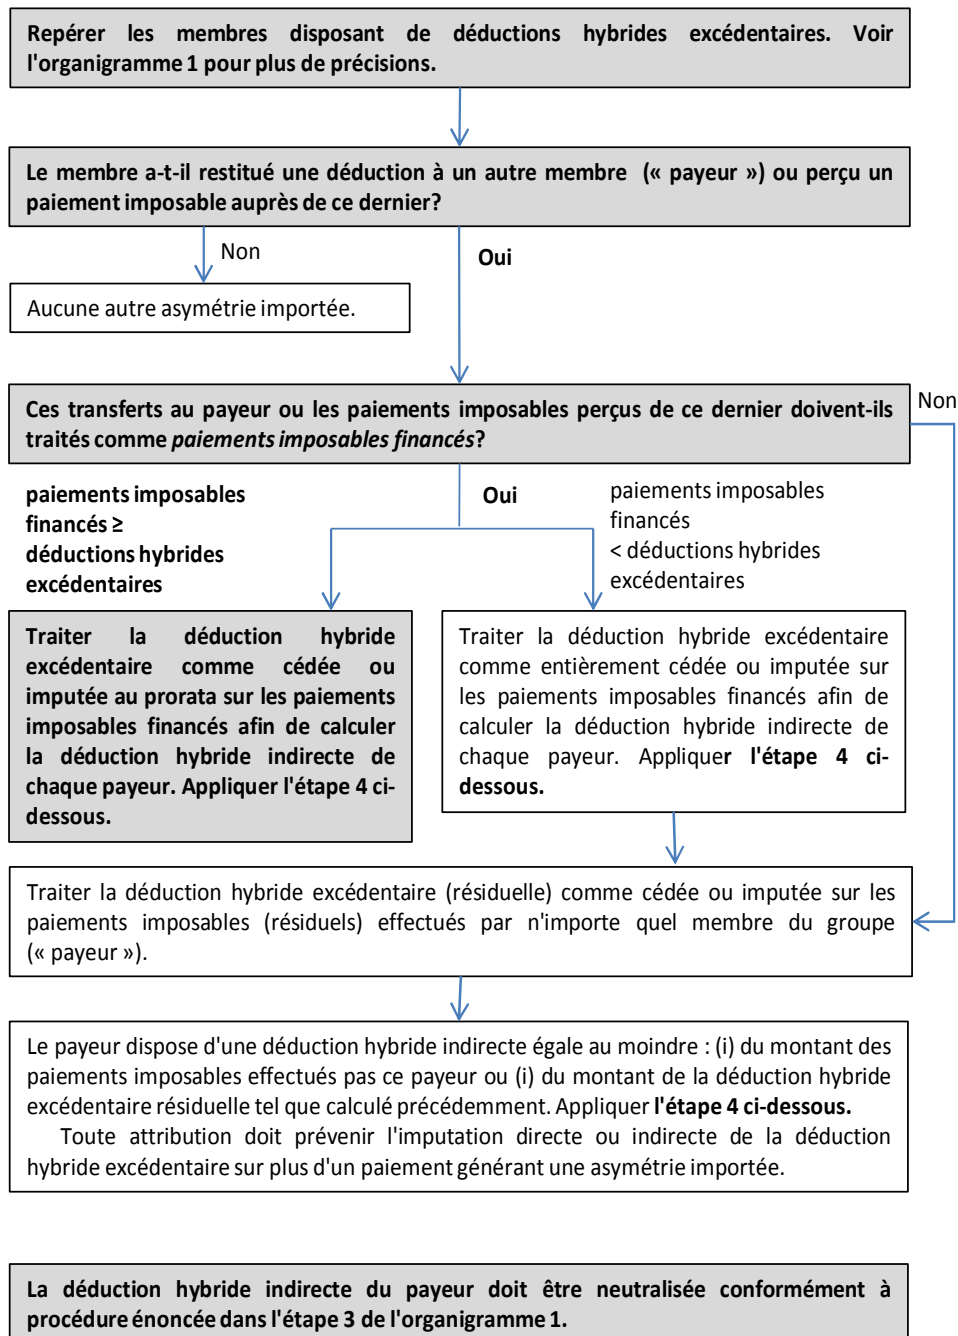 Repérer les membres disposant de déductions hybrides excédentaires. Voir
l'organigramme 1 pour plus de précisions.
Le membre a-t-il restitué une déduction à un autre membre (« payeur ») ou perçu un
paiement imposable auprès de ce dernier?
Non
Oui
Aucune autre asymétrie importée.
Ces transferts au payeur ou les paiements imposables perçus de ce dernier doivent-ils
traités comme paiements imposables financés?
Non
paiements imposables
financés ≥
déductions hybrides
excédentaires
Oui
paiements imposables
financés
< déductions hybrides
excédentaires
Traiter la déduction hybride
excédentaire comme cédée ou
imputée au prorata sur les paiements
imposables financés afin de calculer
la déduction hybride indirecte de
chaque payeur. Appliquer l'étape 4 ci-
dessous.
Traiter la déduction hybride excédentaire
comme entièrement cédée ou imputée sur
les paiements imposables financés afin de
calculer la déduction hybride indirecte de
chaque payeur. Appliquer l'étape 4 ci-
dessous.
Traiter la déduction hybride excédentaire (résiduelle) comme cédée ou imputée sur les
paiements imposables (résiduels) effectués par n'importe quel membre du groupe
(« payeur »).
Le payeur dispose d'une déduction hybride indirecte égale au moindre : (i) du montant des
paiements imposables effectués pas ce payeur ou (i) du montant de la déduction hybride
excédentaire résiduelle tel que calculé précédemment. Appliquer l'étape 4 ci-dessous.
Toute attribution doit prévenir l'imputation directe ou indirecte de la déduction
hybride excédentaire sur plus d'un paiement générant une asymétrie importée.
La déduction hybride indirecte du payeur doit être neutralisée conformément à
procédure énoncée dans l'étape 3 de l'organigramme 1.